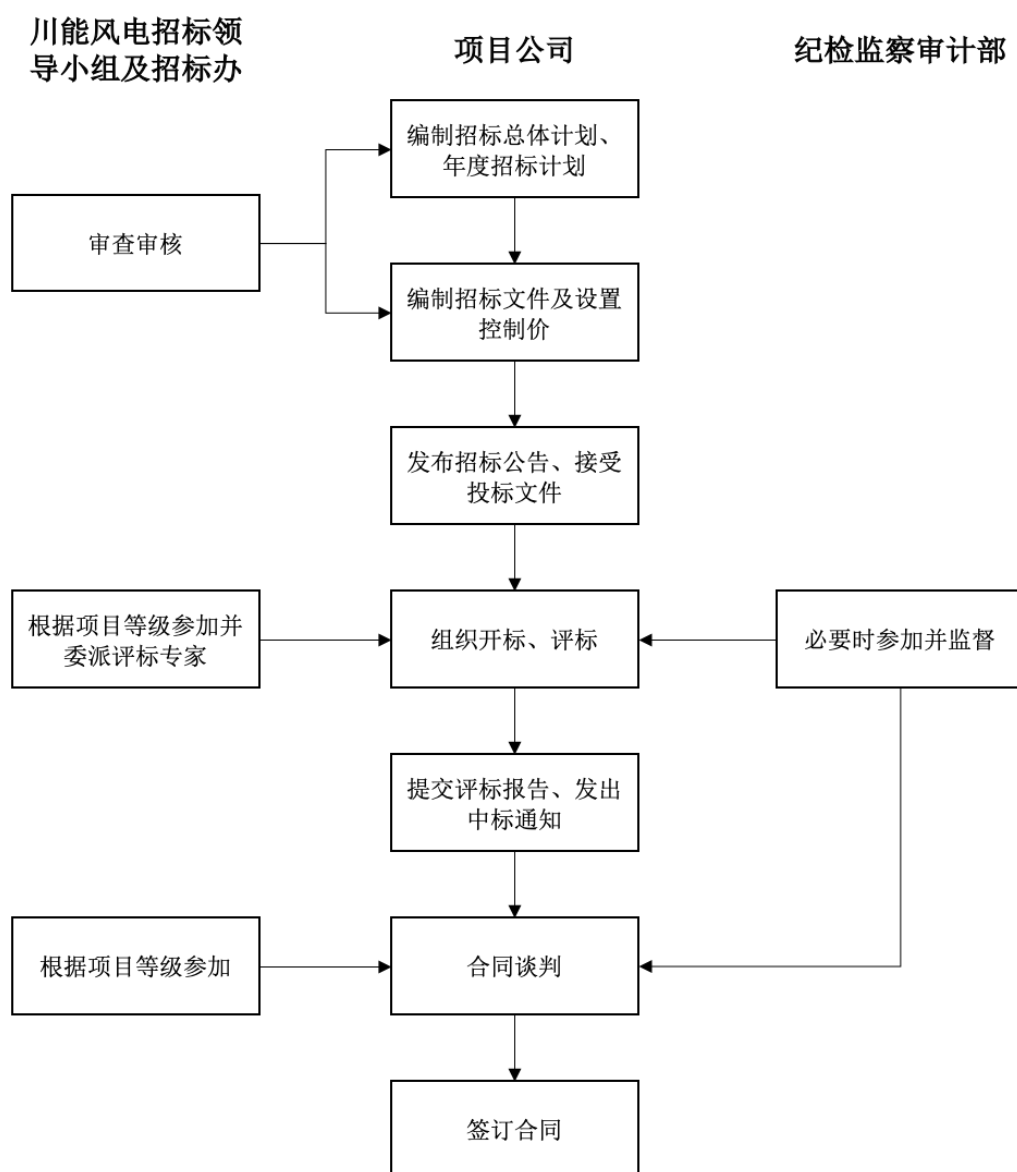 川能风电招标领
导小组及招标办
项目公司
纪检监察审计部
编制招标总体计划、
年度招标计划
审查审核
编制招标文件及设置
控制价
发布招标公告、接受
投标文件
根据项目等级参加并
委派评标专家
组织开标、评标
必要时参加并监督
提交评标报告、发出
中标通知
根据项目等级参加
合同谈判
签订合同